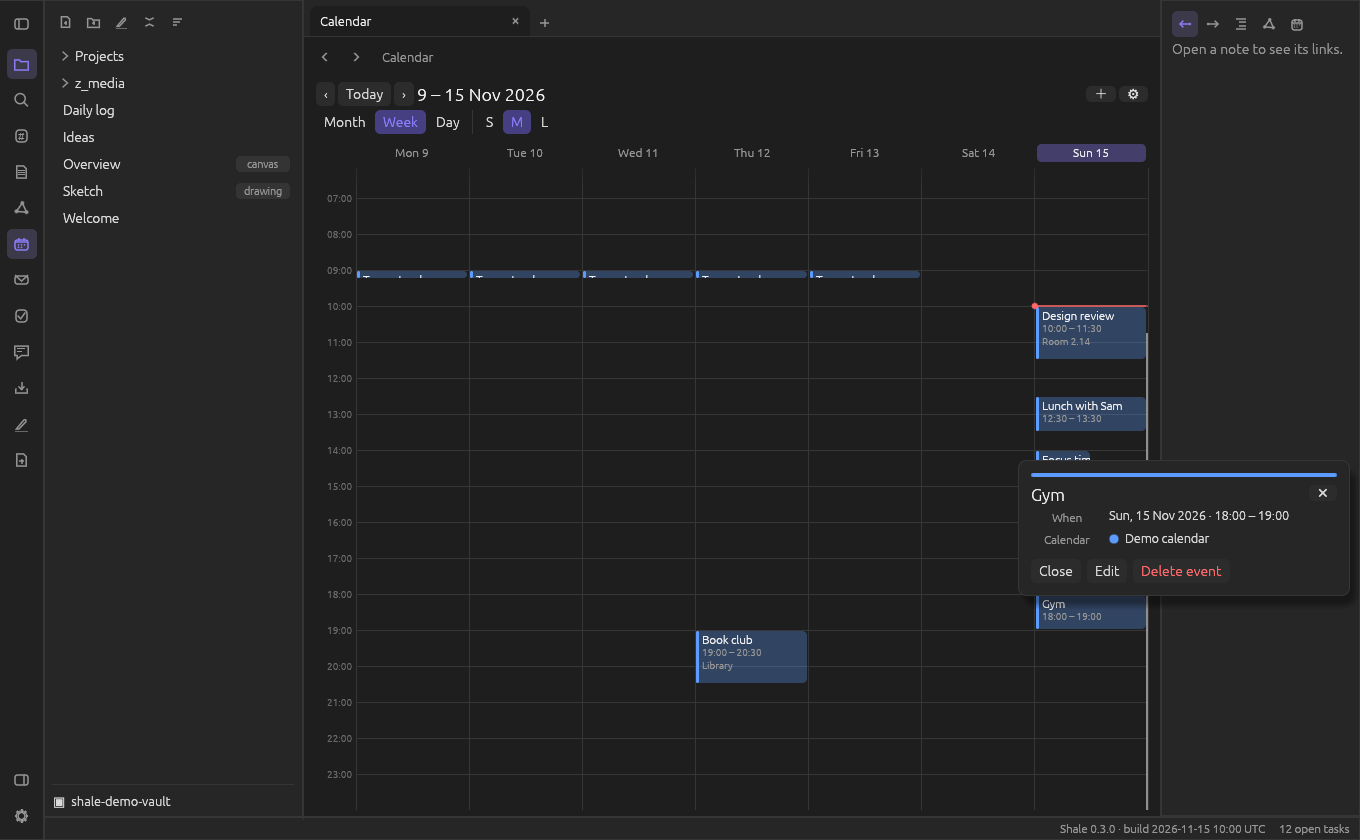 Calendar
Calendar
Open a note to see its links.
Projects
z_media
Daily log
Ideas
Overview canvas
Sketch drawing
Welcome
Today 9 – 15 Nov 2026
Month Week Day S M L
Mon 9 Tue 10 Wed 11 Thu 12 Fri 13 Sat 14 Sun 15
07:00
08:00
09:00
10:00
11:00
12:00
13:00
14:00
15:00
16:00
17:00
18:00
19:00
20:00
21:00
22:00
23:00
Design review
10:00 – 11:30
Room 2.14
Lunch with Sam
12:30 – 13:30
Gym
When Sun, 15 Nov 2026 · 18:00 – 19:00
Calendar Demo calendar
Close Edit Delete event
Gym
18:00 – 19:00
Book club
19:00 – 20:30
Library
shale-demo-vault
Shale 0.3.0 · build 2026-11-15 10:00 UTC 12 open tasks